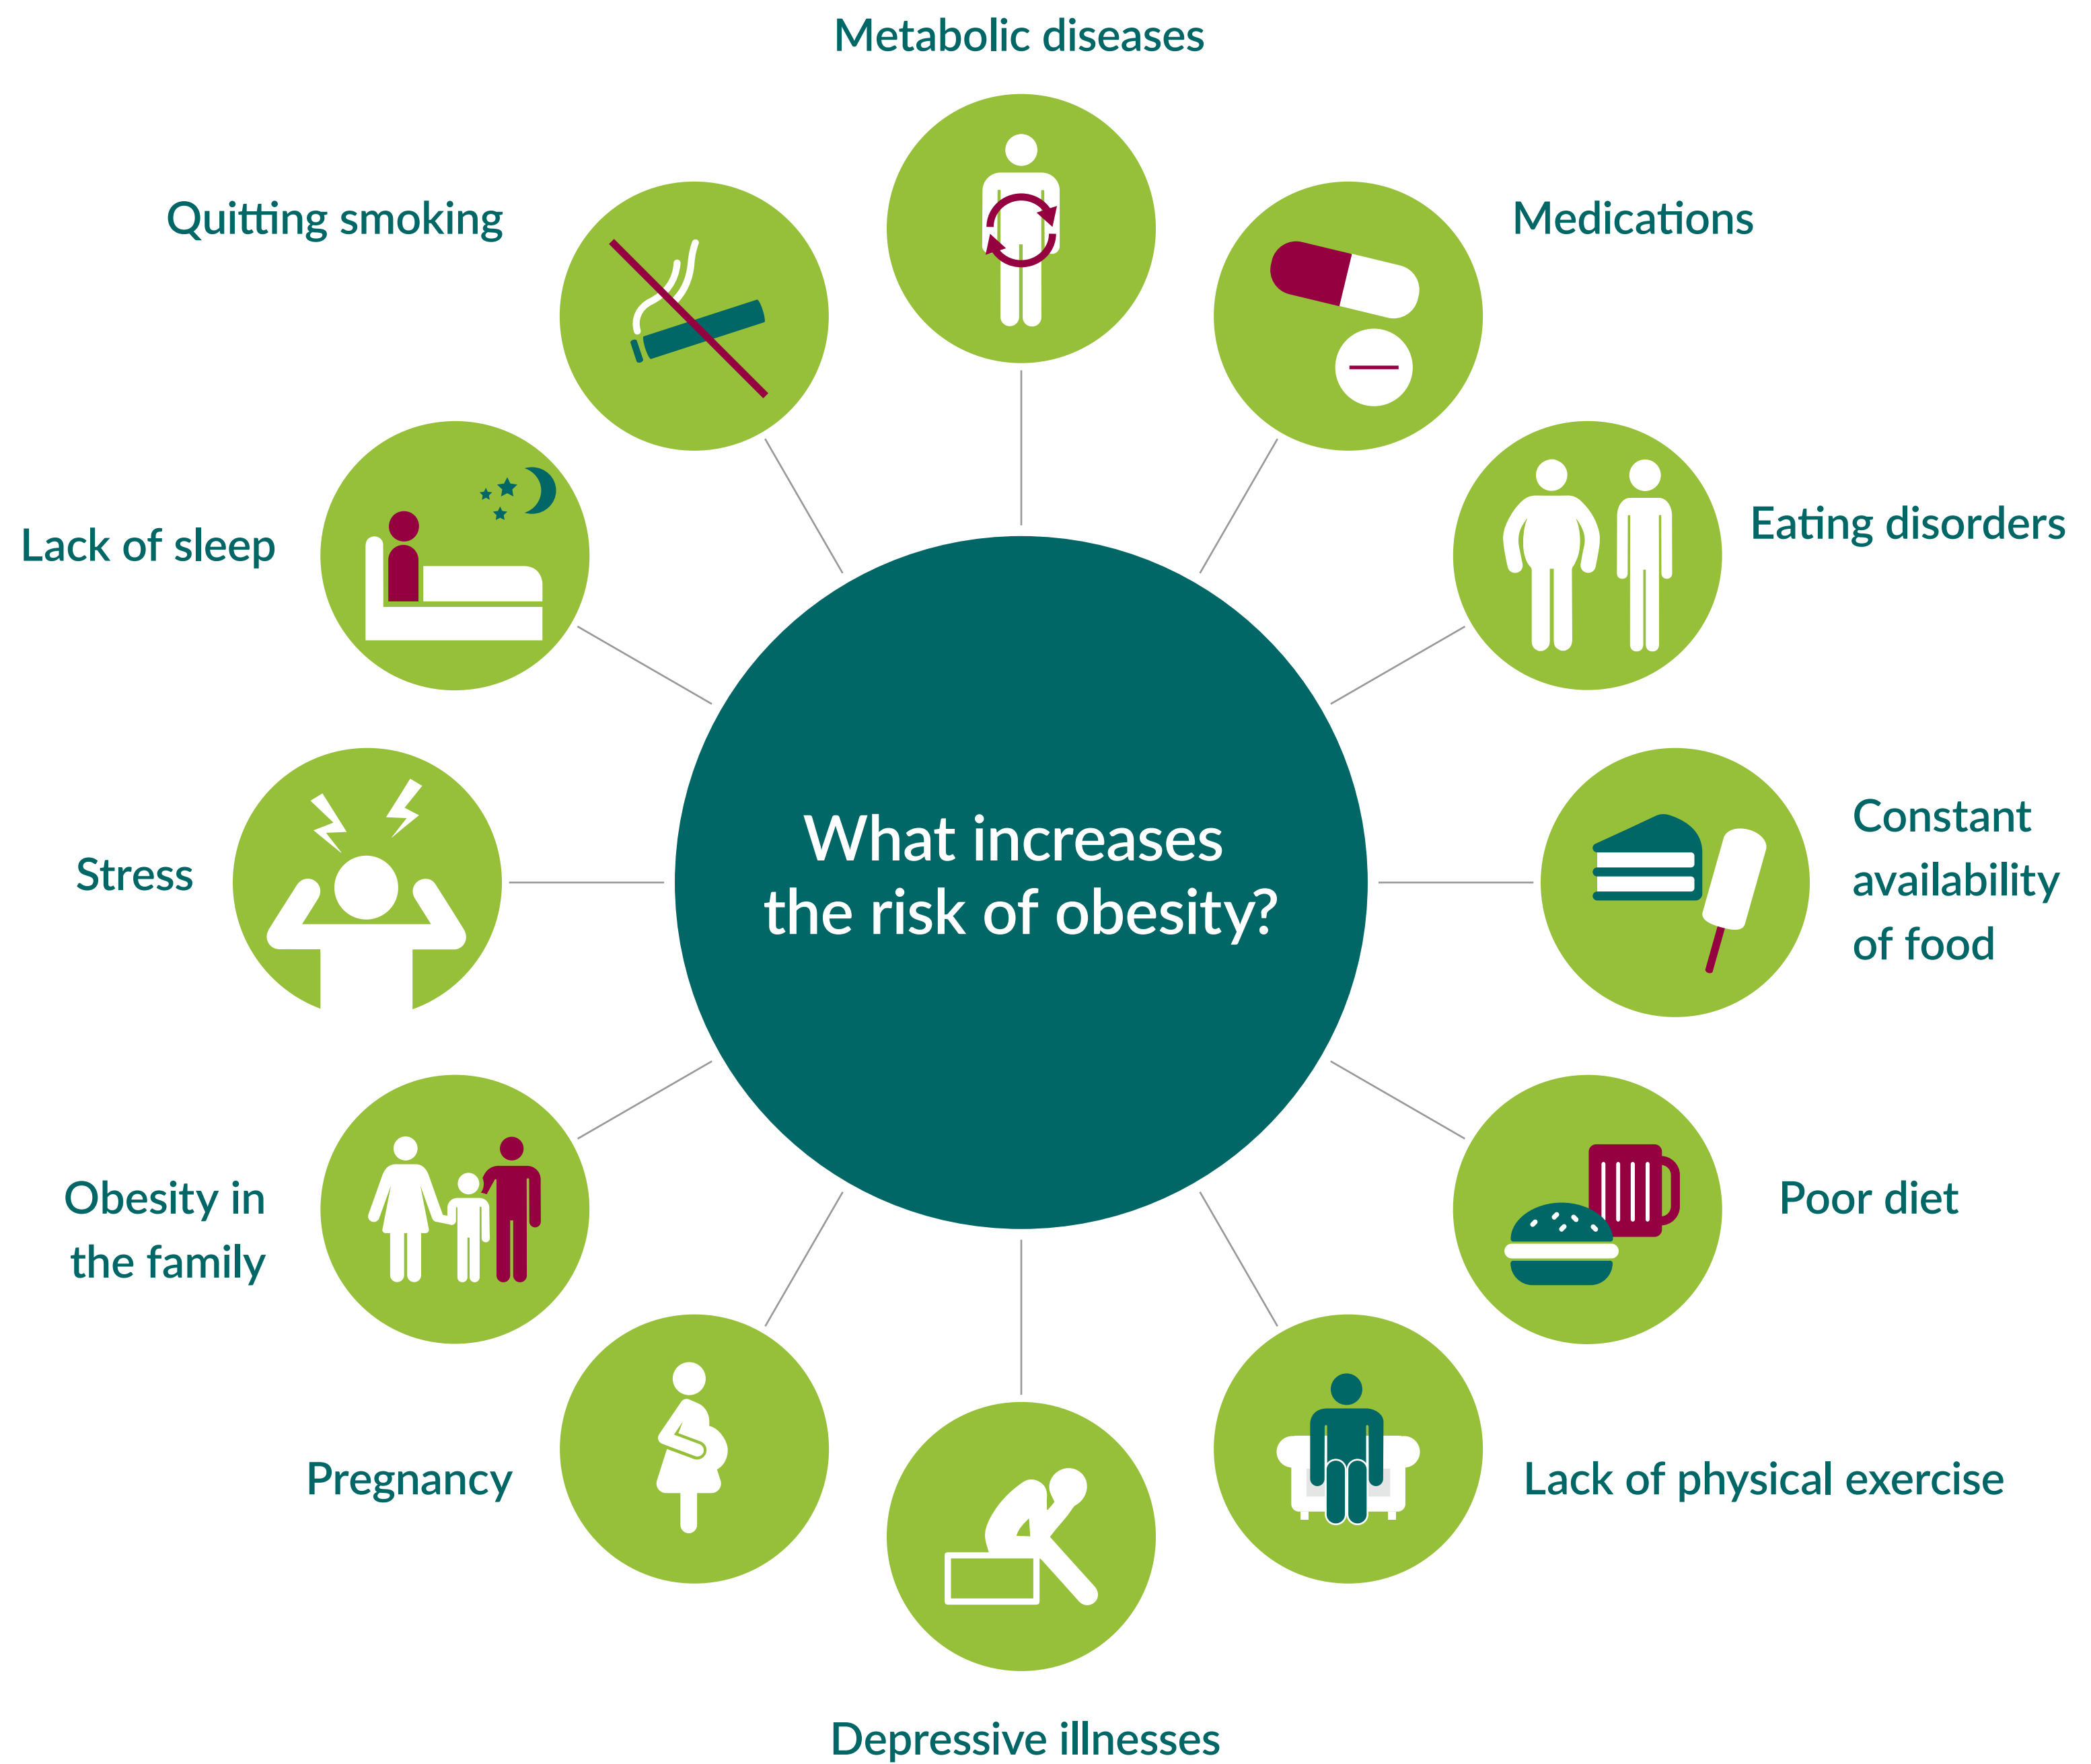 Metabolic diseases
Medications
Eating disorders
Constant
availability
of food
Poor diet
Lack of physical exercise
Depressive illnesses
Pregnancy
Obesity in
the family
Stress
Lack of sleep
Quitting smoking
What increases
the risk of obesity?